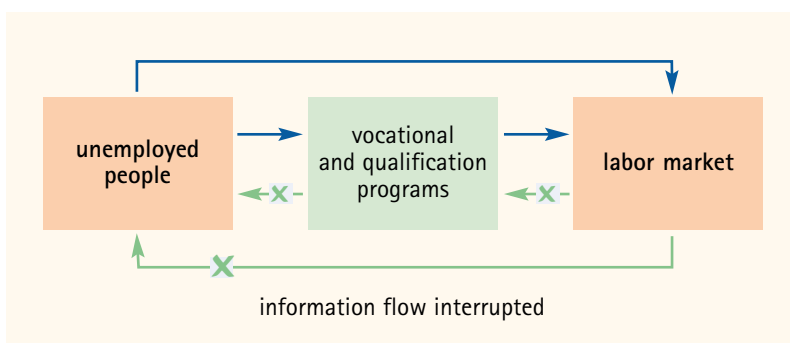 unemployed
people
vocational
and qualification
programs
labor market
information flow interrupted